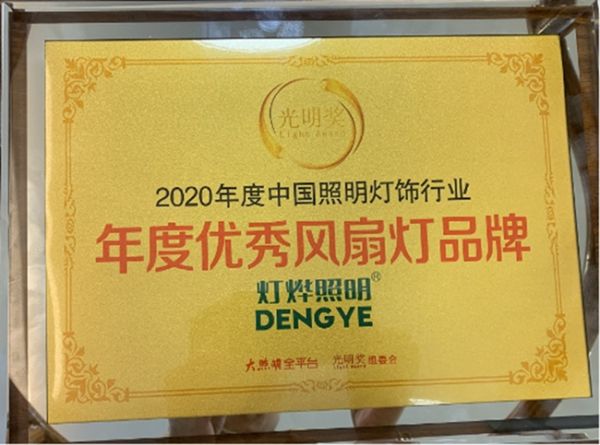 光明奖
Light Award
2020年度中国照明灯饰行业
年度优秀风扇灯品牌
灯烨照明®
DENGYE
大照明全平台 光明奖组委会
Light Award